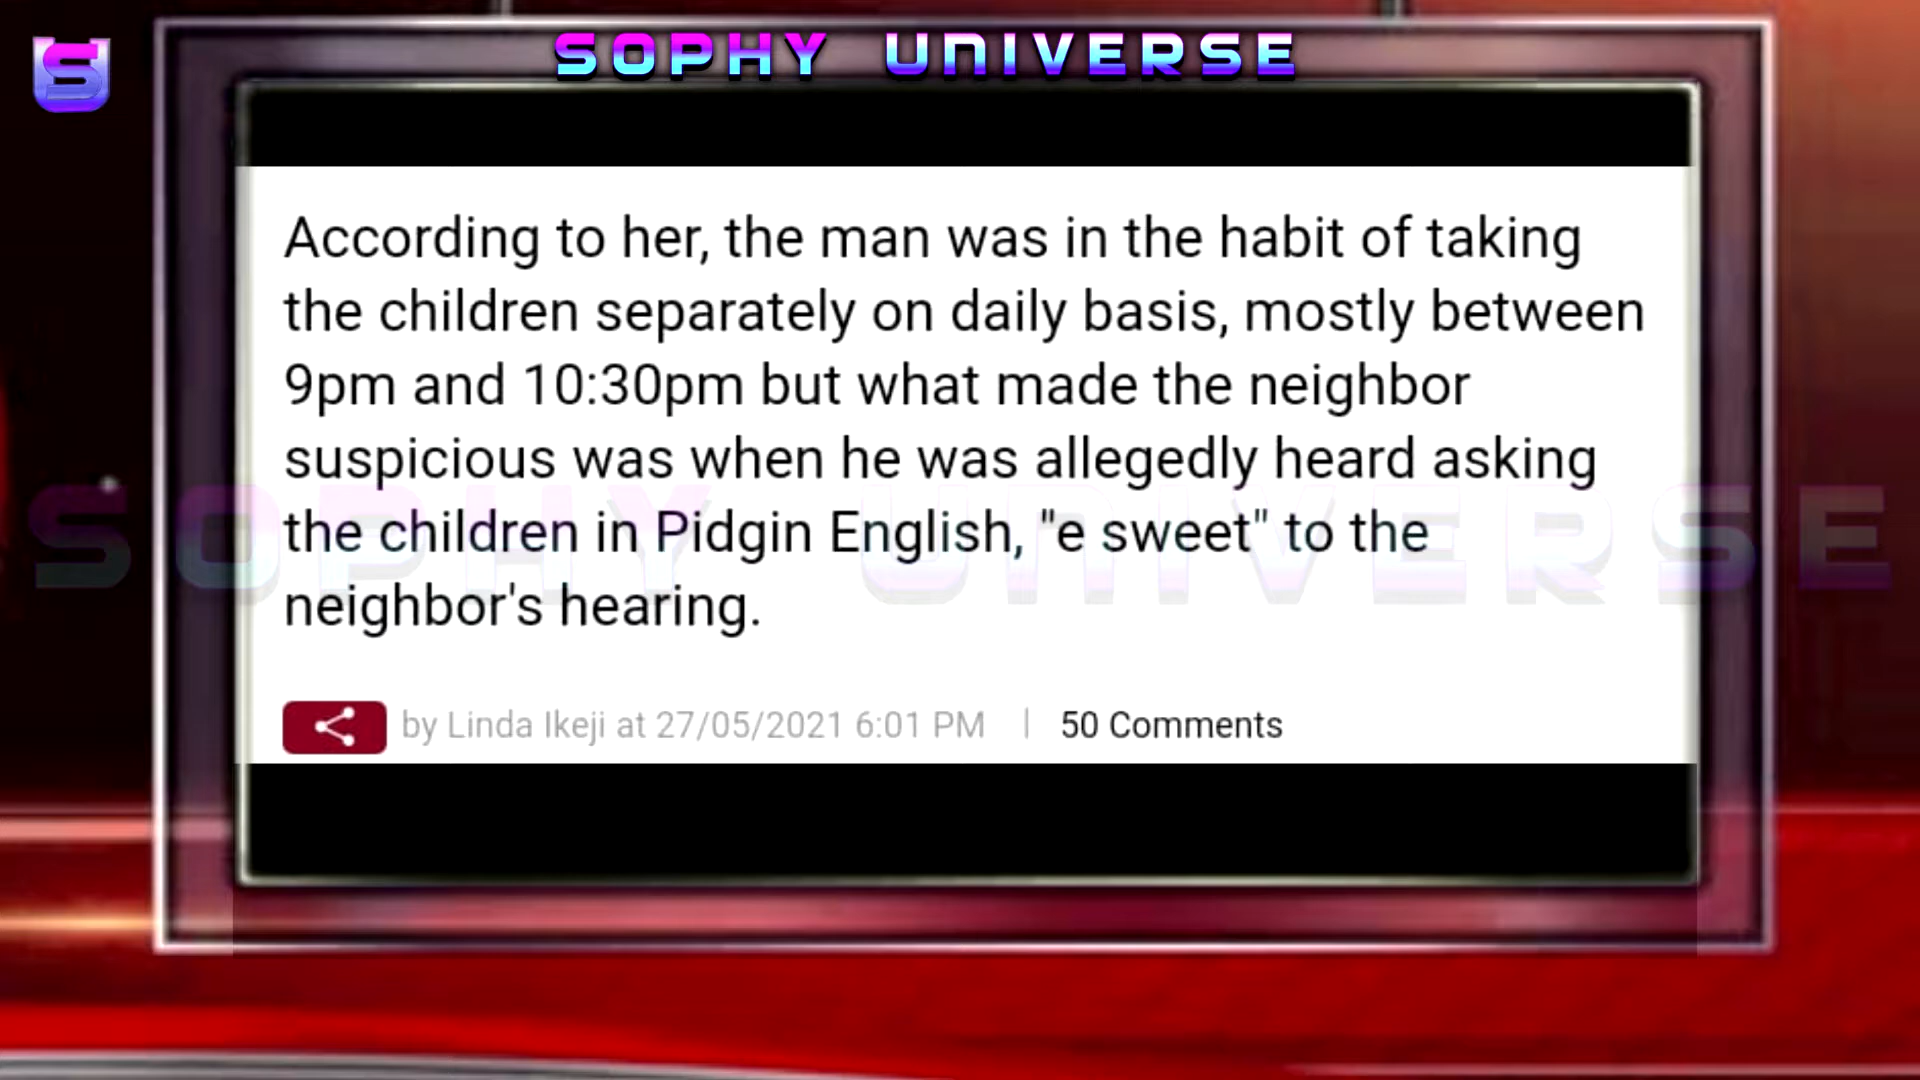 SOPHY UNIVERSE
S
According to her, the man was in the habit of taking
the children separately on daily basis, mostly between
9pm and 10:30pm but what made the neighbor
suspicious was when he was allegedly heard asking
the children in Pidgin English, "e sweet" to the
SOPHY UNIVERSE
neighbor's hearing.
by Linda Ikeji at 27/05/2021 6:01 PM | 50 Comments